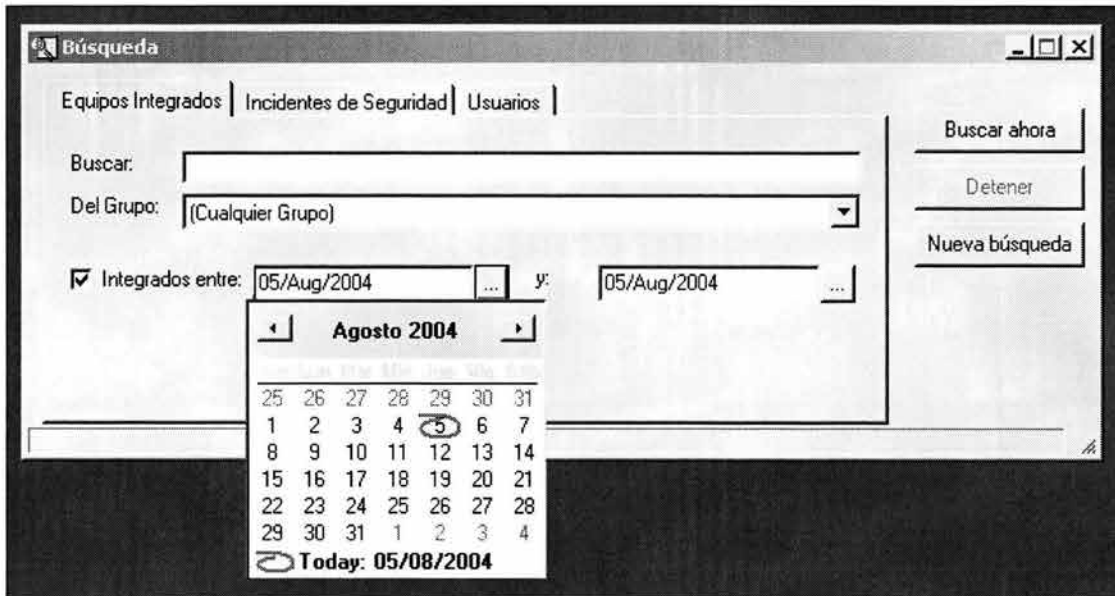 Búsqueda
Equipos Integrados Incidentes de Seguridad Usuarios
Buscar ahora
Buscar:
Detener
Del Grupo: (Cualquier Grupo)
Nueva búsqueda
Integrados entre: 05/Aug/2004 ... y: 05/Aug/2004 ...
Agosto 2004
25 26 27 28 29 30 31
1 2 3 4 5 6 7
8 9 10 11 12 13 14
15 16 17 18 19 20 21
22 23 24 25 26 27 28
29 30 31 1 2 3 4
Today: 05/08/2004